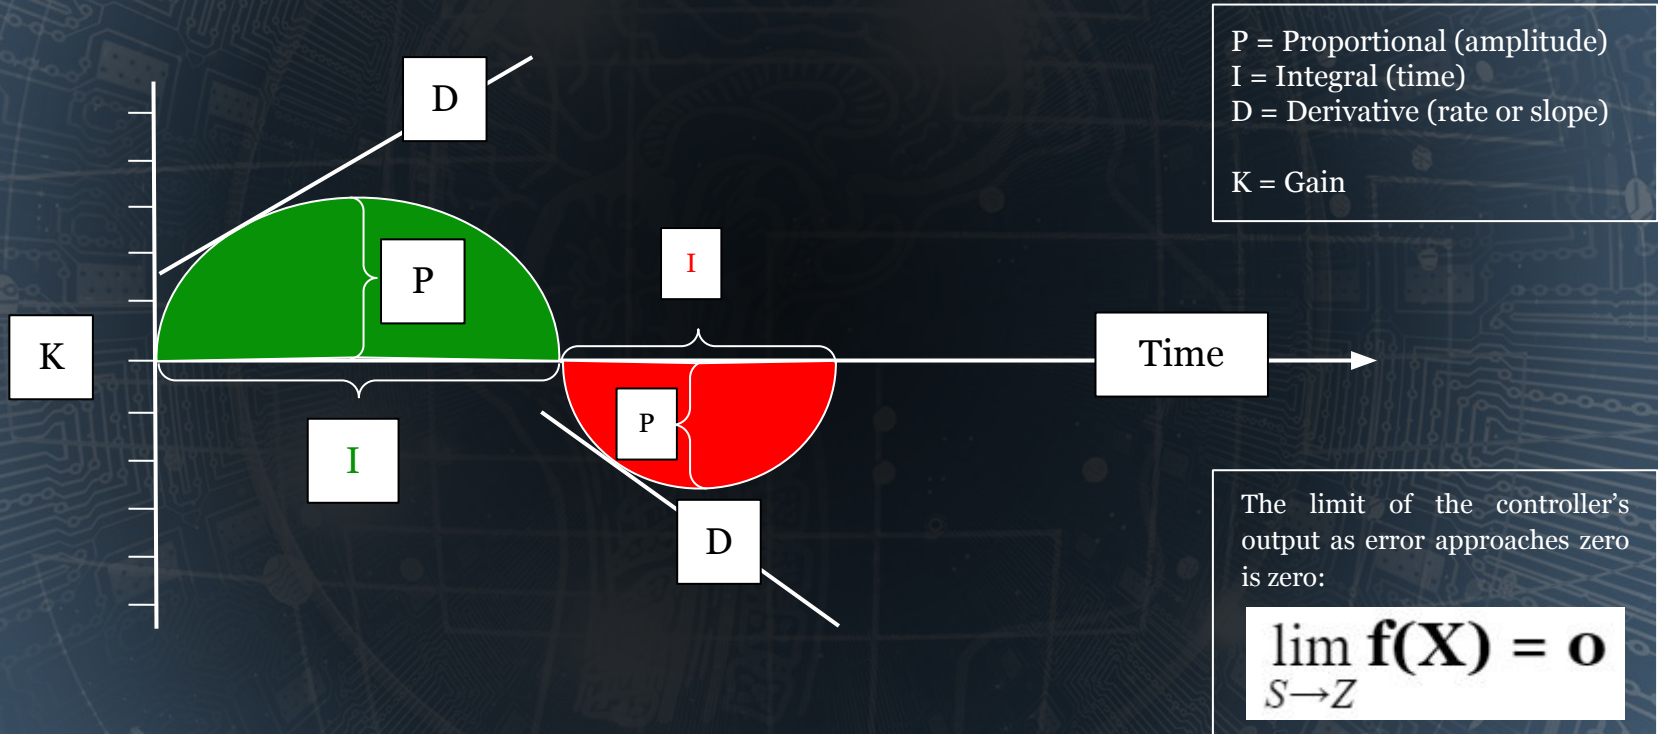 P = Proportional (amplitude)
I = Integral (time)
D = Derivative (rate or slope)
K = Gain
D
P
I
K
Time
I
P
D
The limit of the controller’s
output as error approaches zero
is zero:
lim f(X) = 0
S→Z